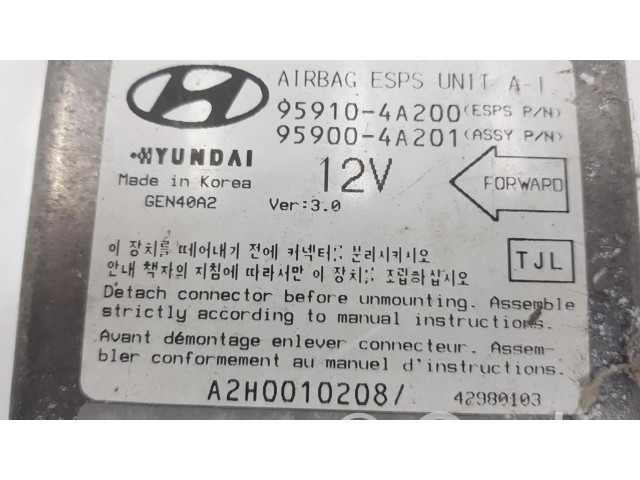 AIRBAG ESPS UNIT A-1
95910-4A200 (ESPS P/N)
95900-4A201 (ASSY P/N)
HYUNDAI
Made in Korea
GEN40A2
12V
Ver:3.0
FORWARD
이 장치를 떼어내기 전에 커넥터를 분리시키시오
안내 책자의 지침에 따라서만 이 장치를 조립하십시오
TJL
Detach connector before unmounting. Assemble
strictly according to manual instructions.
Avant démontage enlever connecteur. Assem-
bler conformement au manuel d'instructions.
A2H0010208/
42980103